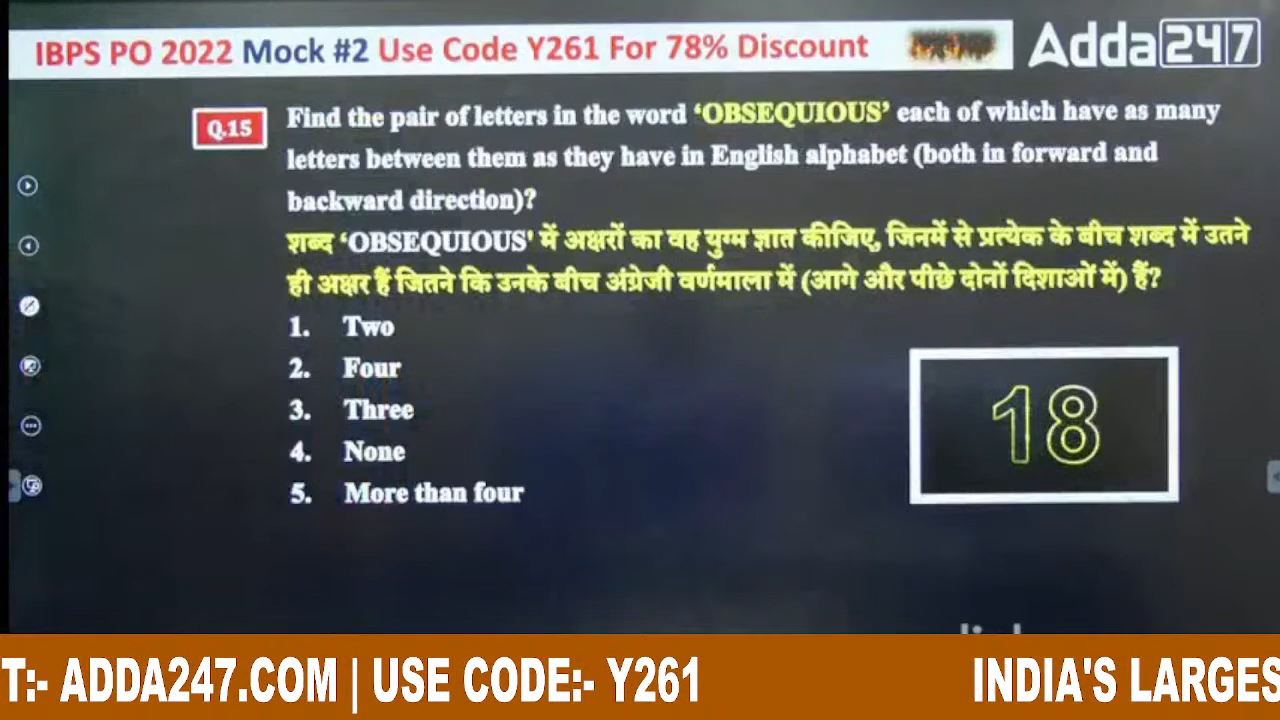 IBPS PO 2022 Mock #2 Use Code Y261 For 78% Discount
Adda247
Q.15
Find the pair of letters in the word ‘OBSEQUIOUS’ each of which have as many
letters between them as they have in English alphabet (both in forward and
backward direction)?
शब्द ‘OBSEQUIOUS' में अक्षरों का वह युग्म ज्ञात कीजिए, जिनमें से प्रत्येक के बीच शब्द में उतने
ही अक्षर हैं जितने कि उनके बीच अंग्रेजी वर्णमाला में (आगे और पीछे दोनों दिशाओं में) हैं?
1. Two
2. Four
3. Three
4. None
5. More than four
18
T:- ADDA247.COM | USE CODE:- Y261
INDIA'S LARGES